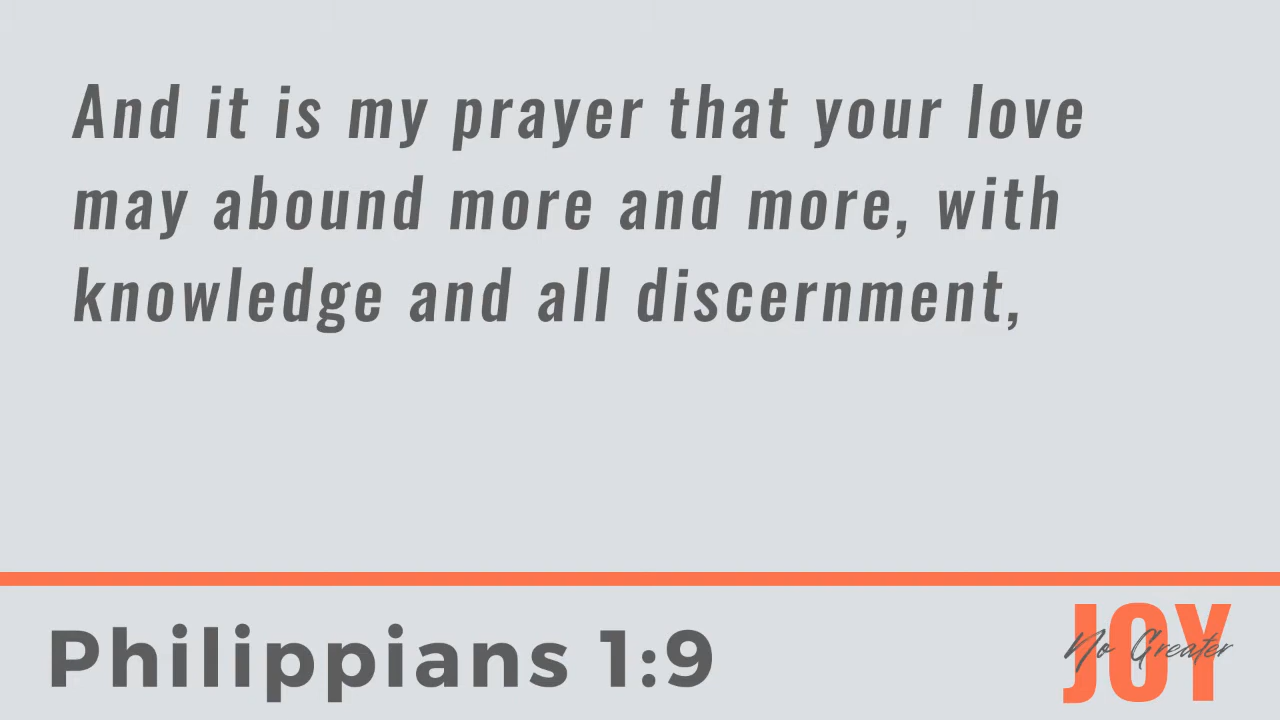 And it is my prayer that your love
may abound more and more, with
knowledge and all discernment,
Philippians 1:9
No Greater
JOY